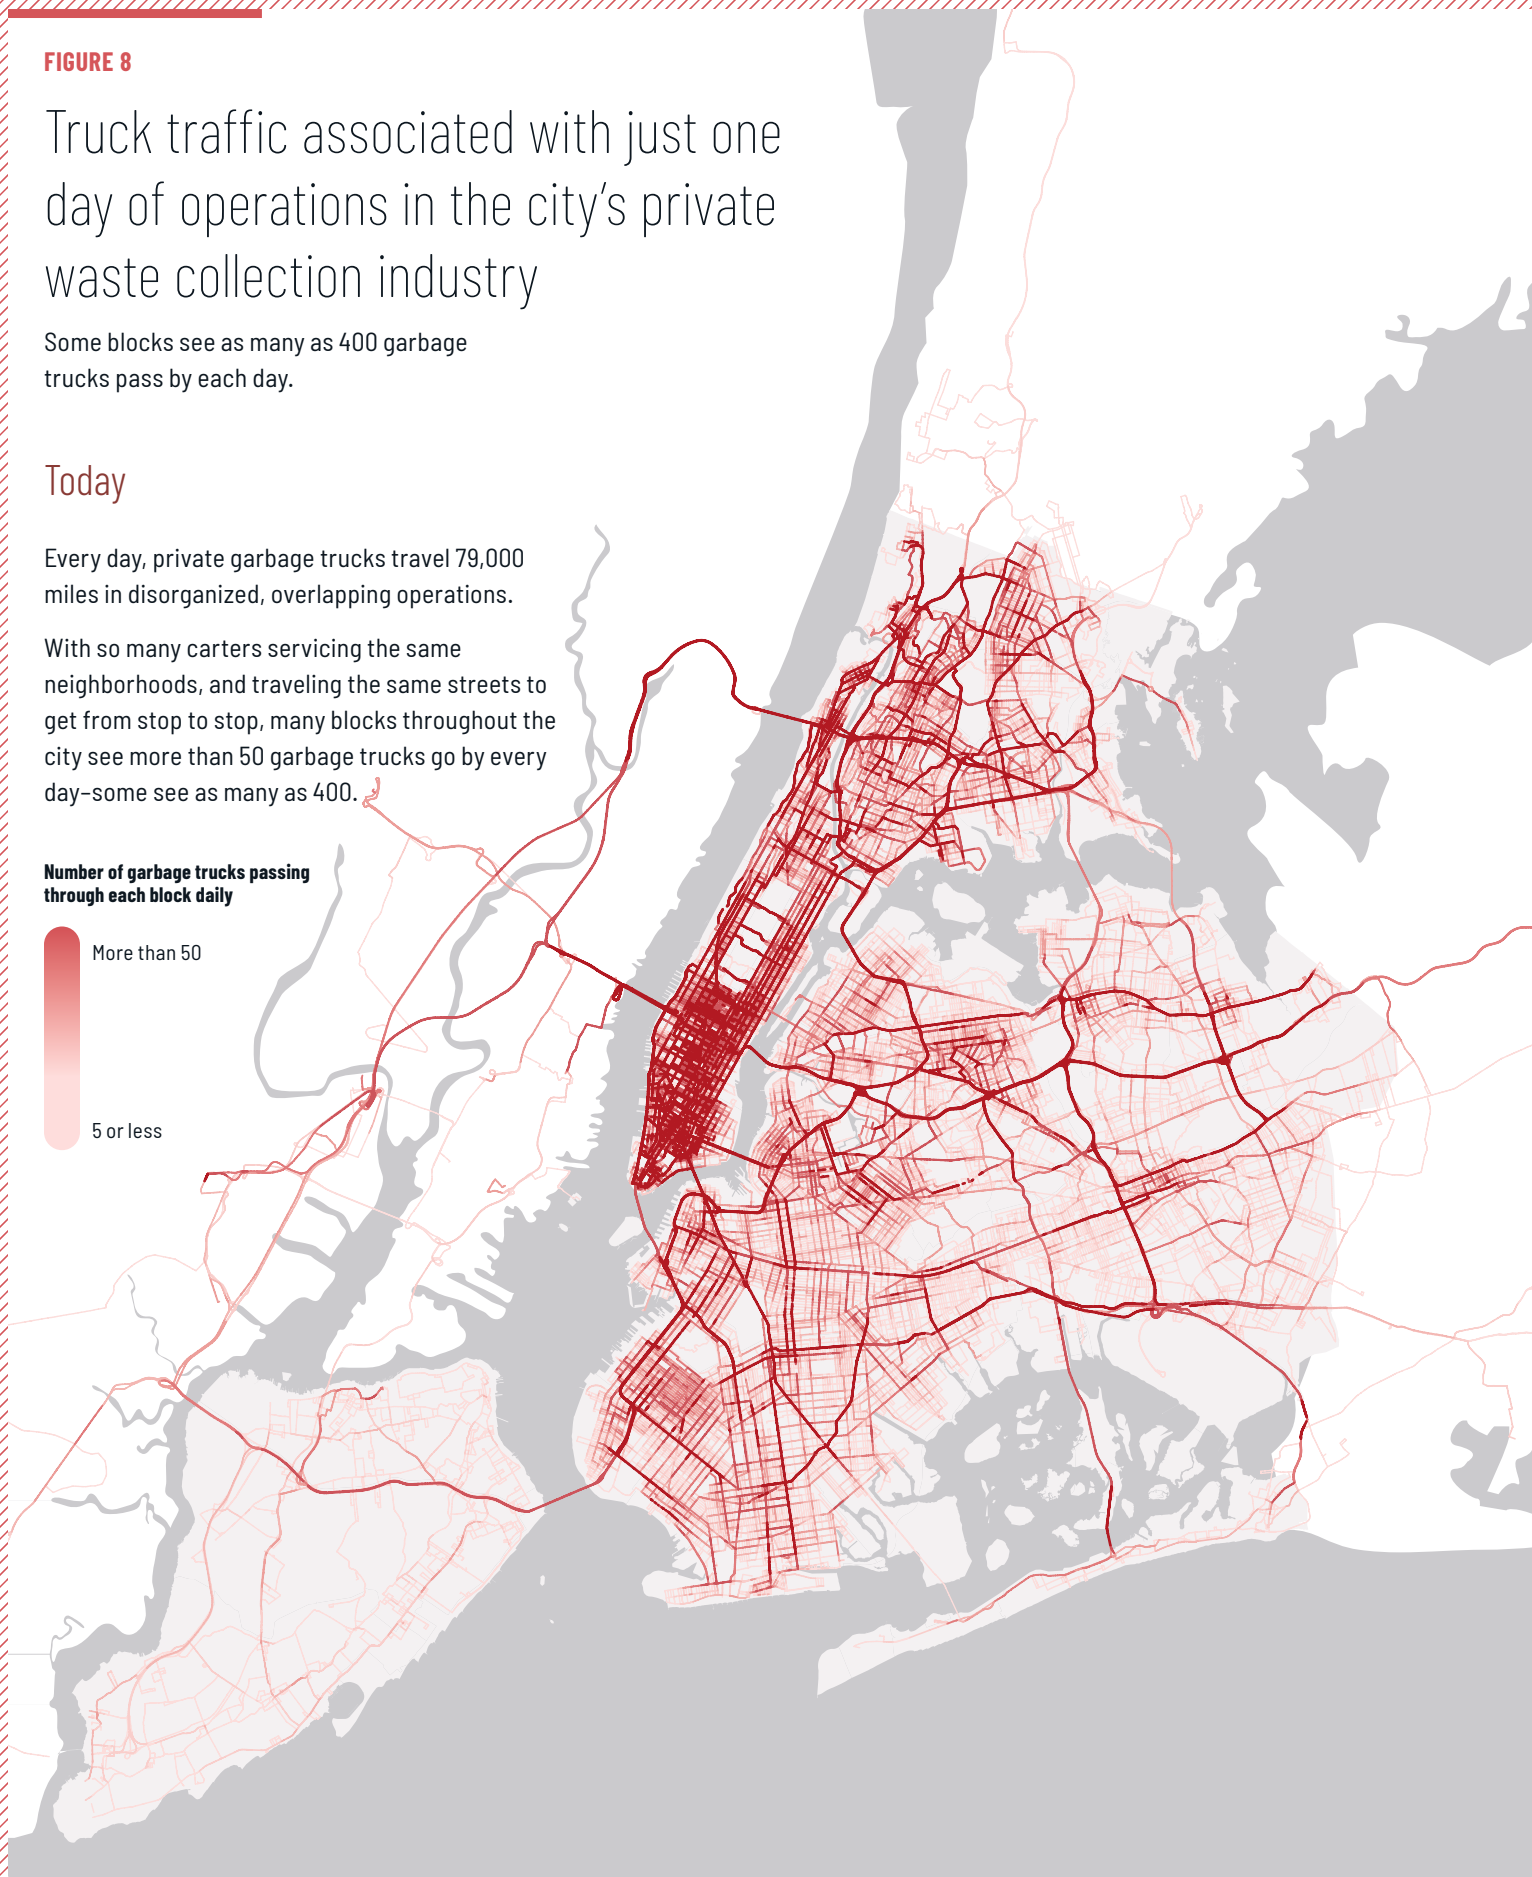 FIGURE 8
Truck traffic associated with just one
day of operations in the city’s private
waste collection industry
Some blocks see as many as 400 garbage
trucks pass by each day.
Today
Every day, private garbage trucks travel 79,000
miles in disorganized, overlapping operations.
With so many carters servicing the same
neighborhoods, and traveling the same streets to
get from stop to stop, many blocks throughout the
city see more than 50 garbage trucks go by every
day–some see as many as 400.
Number of garbage trucks passing
through each block daily
More than 50
5 or less